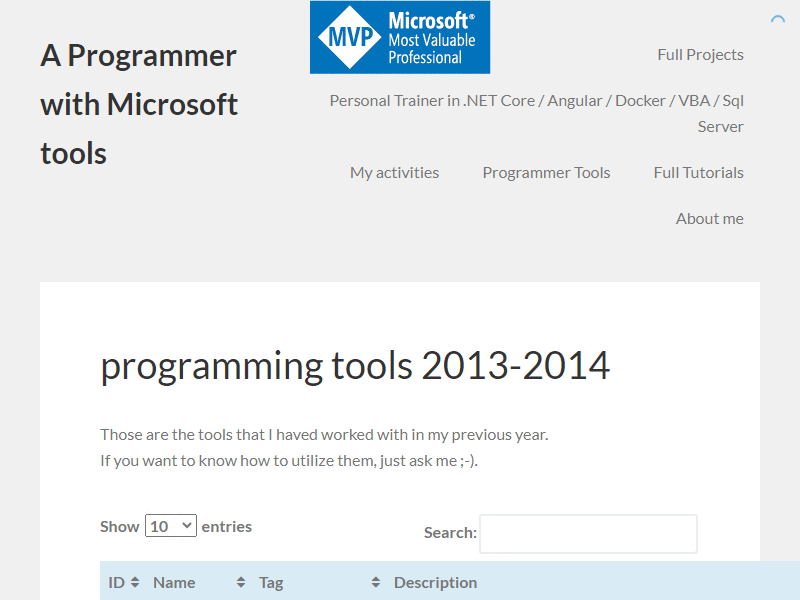 A Programmer
with Microsoft
tools
MVP
Microsoft®
Most Valuable
Professional
Full Projects
Personal Trainer in .NET Core / Angular / Docker / VBA / Sql
Server
My activities Programmer Tools Full Tutorials
About me
programming tools 2013-2014
Those are the tools that I haved worked with in my previous year.
If you want to know how to utilize them, just ask me ;-).
Show 10 entries Search:
ID Name Tag Description